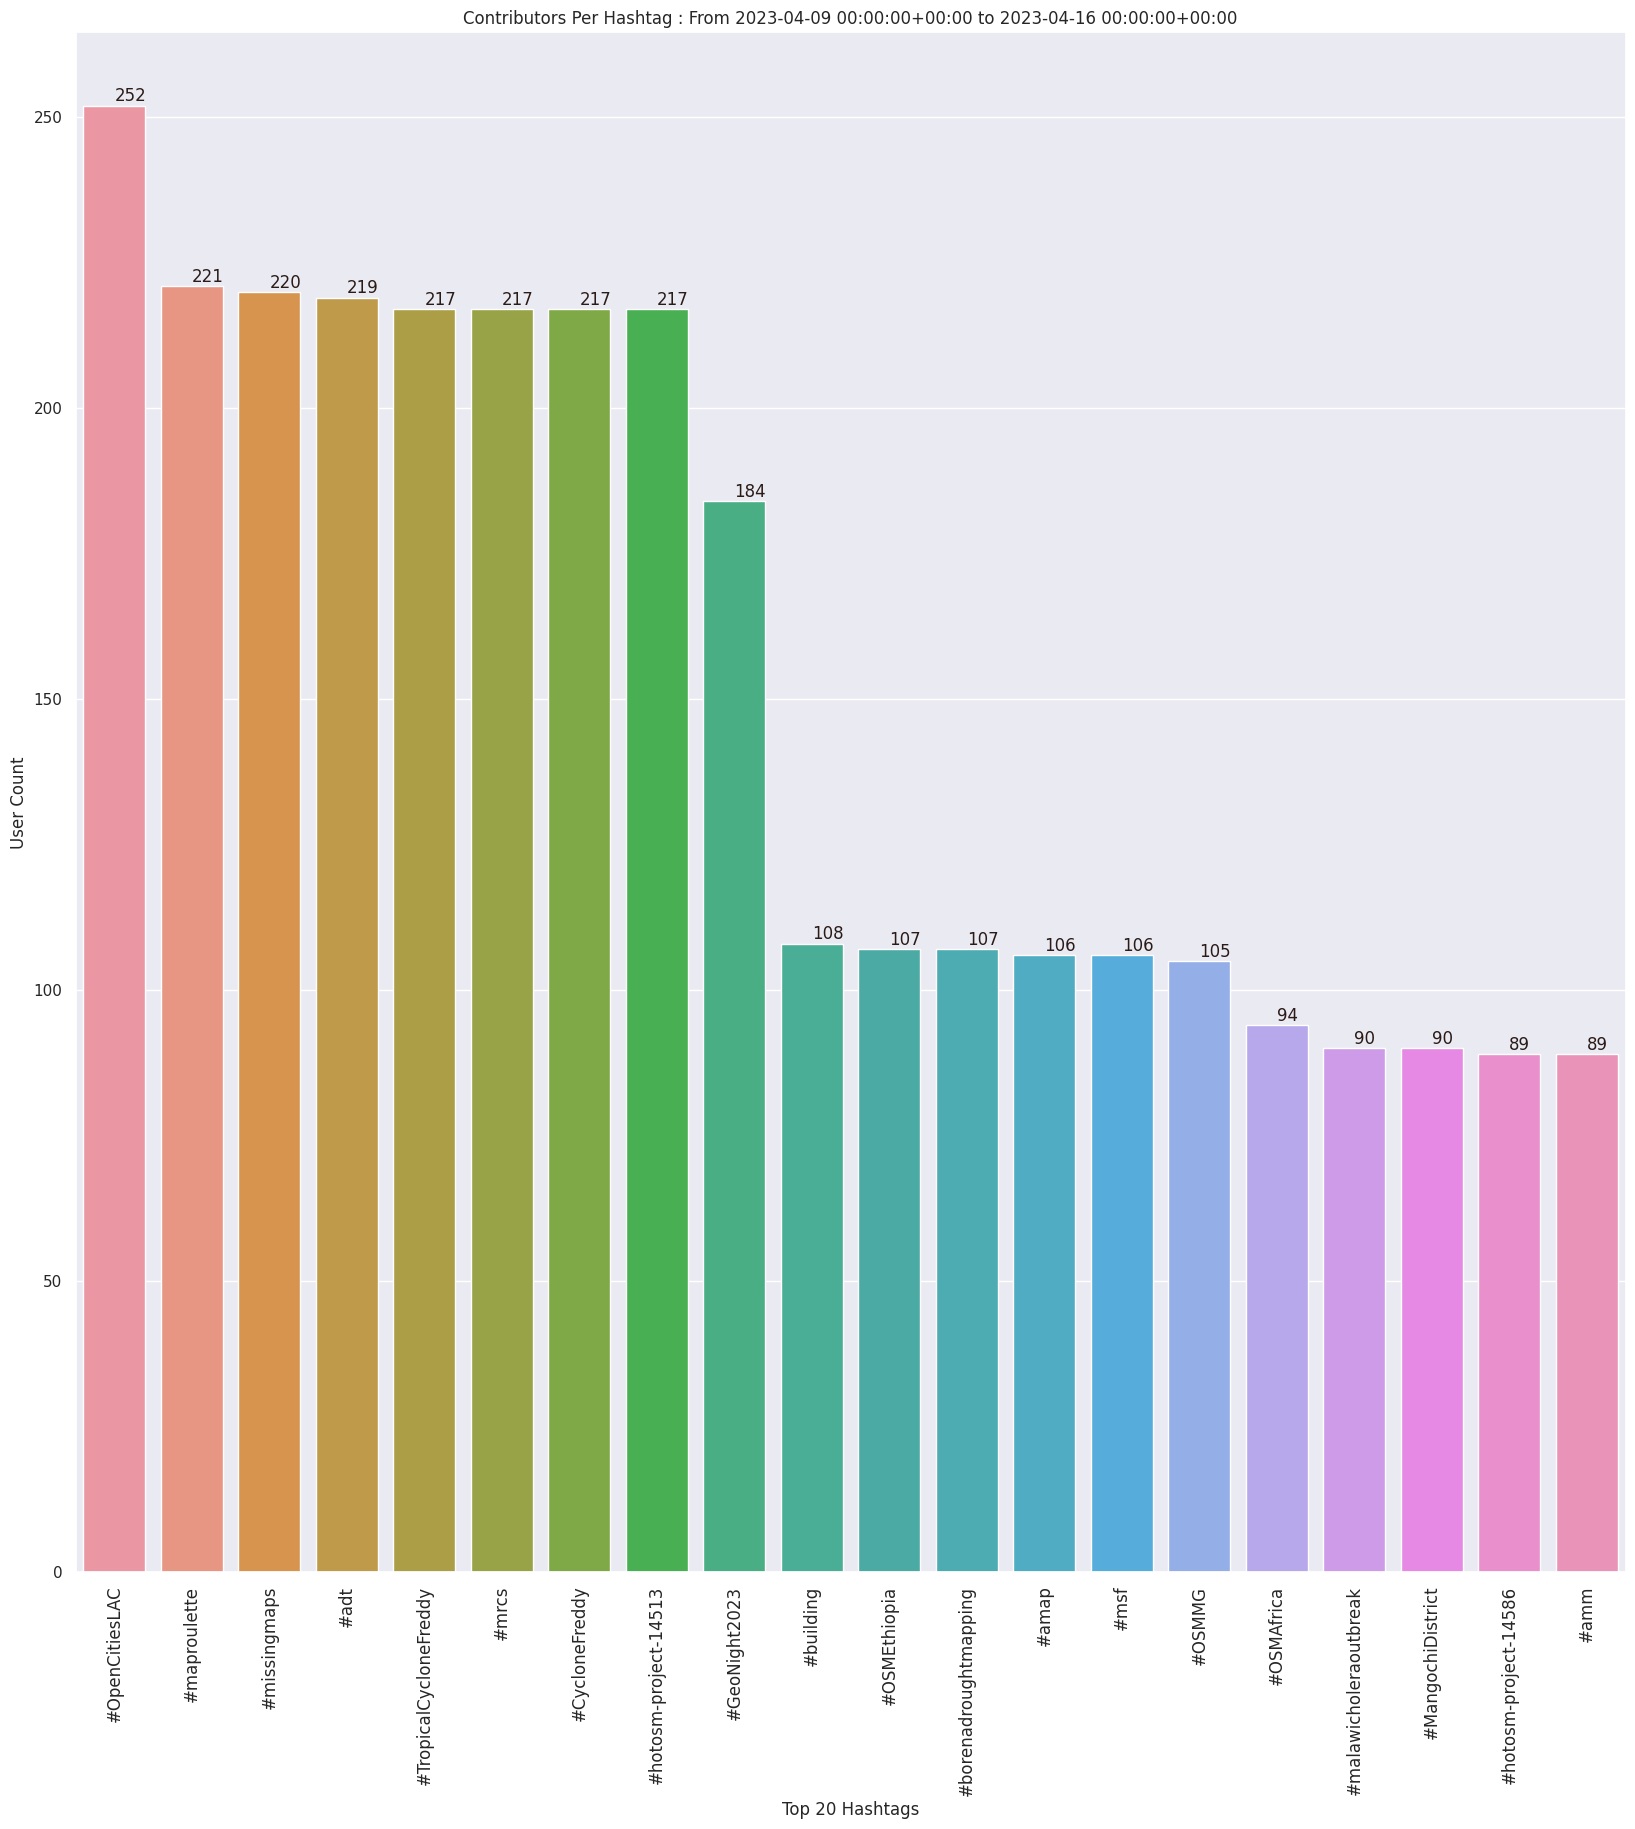 Contributors Per Hashtag : From 2023-04-09 00:00:00+00:00 to 2023-04-16 00:00:00+00:00
User Count
250
200
150
100
50
0
252
221
220
219
217
217
217
217
184
108
107
107
106
106
105
94
90
90
89
89
#OpenCitiesLAC
#maproulette
#missingmaps
#adt
#TropicalCycloneFreddy
#mrcs
#CycloneFreddy
#hotosm-project-14513
#GeoNight2023
#building
#OSMEthiopia
#borenadroughtmapping
#amap
#msf
#OSMMG
#OSMAfrica
#malawicholeraoutbreak
#MangochiDistrict
#hotosm-project-14586
#amm
Top 20 Hashtags